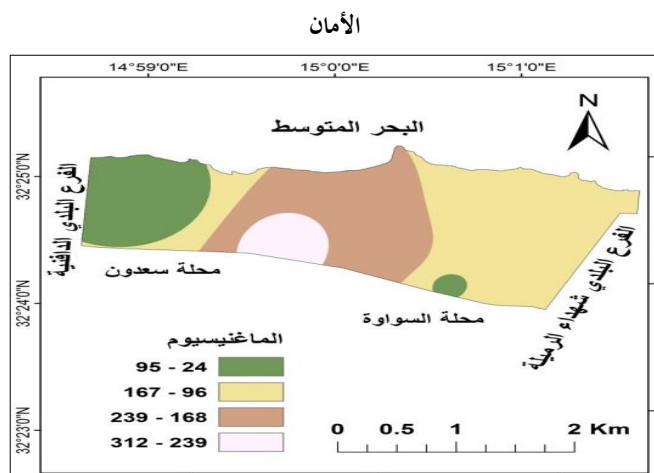 الأمان
14°59'0"E
15°0'0"E
15°1'0"E
N
البحر المتوسط
32°25'0"N
32°24'0"N
32°23'0"N
الفرع البلدي الدافنية
محلة سعدون
محلة السواوة
الفرع البلدي شهداء الرميلة
الماغنيسيوم
95 - 24
167 - 96
239 - 168
312 - 239
0 0.5 1 2 Km